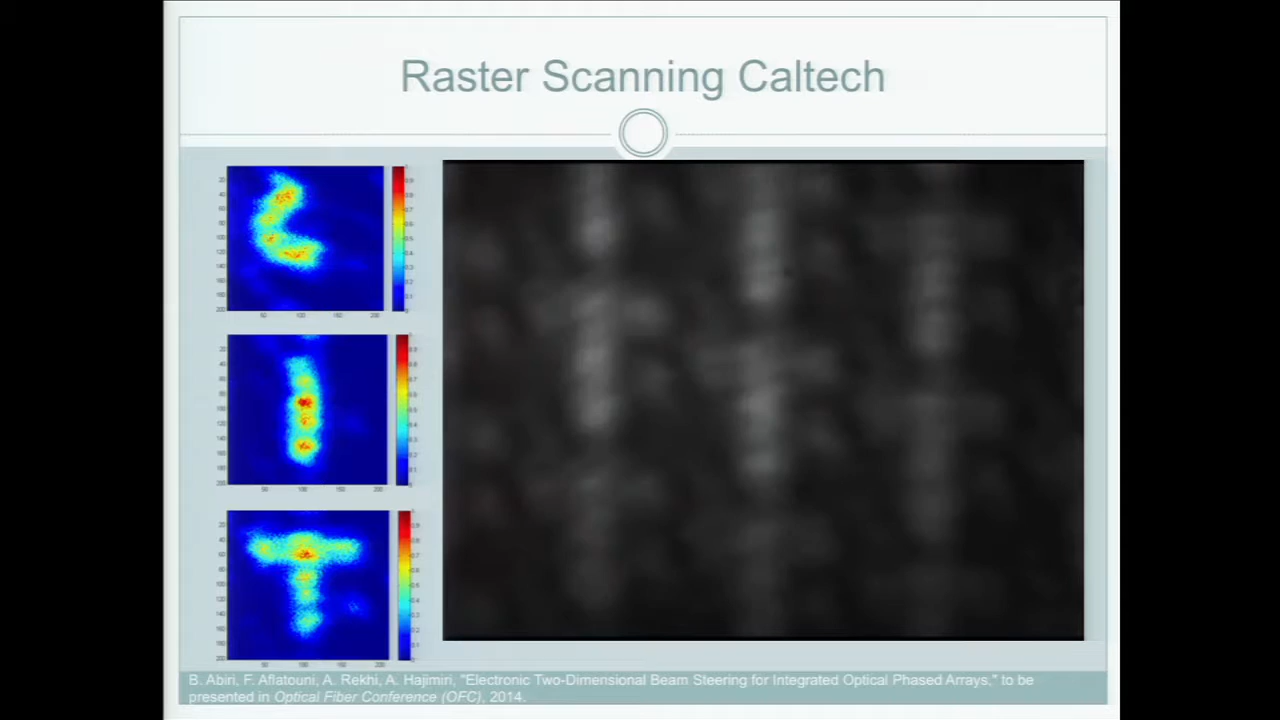 Raster Scanning Caltech
B. Abiri, F. Aflatouni, A. Rekhi, A. Hajimiri, "Electronic Two-Dimensional Beam Steering for Integrated Optical Phased Arrays," to be
presented in Optical Fiber Conference (OFC), 2014.